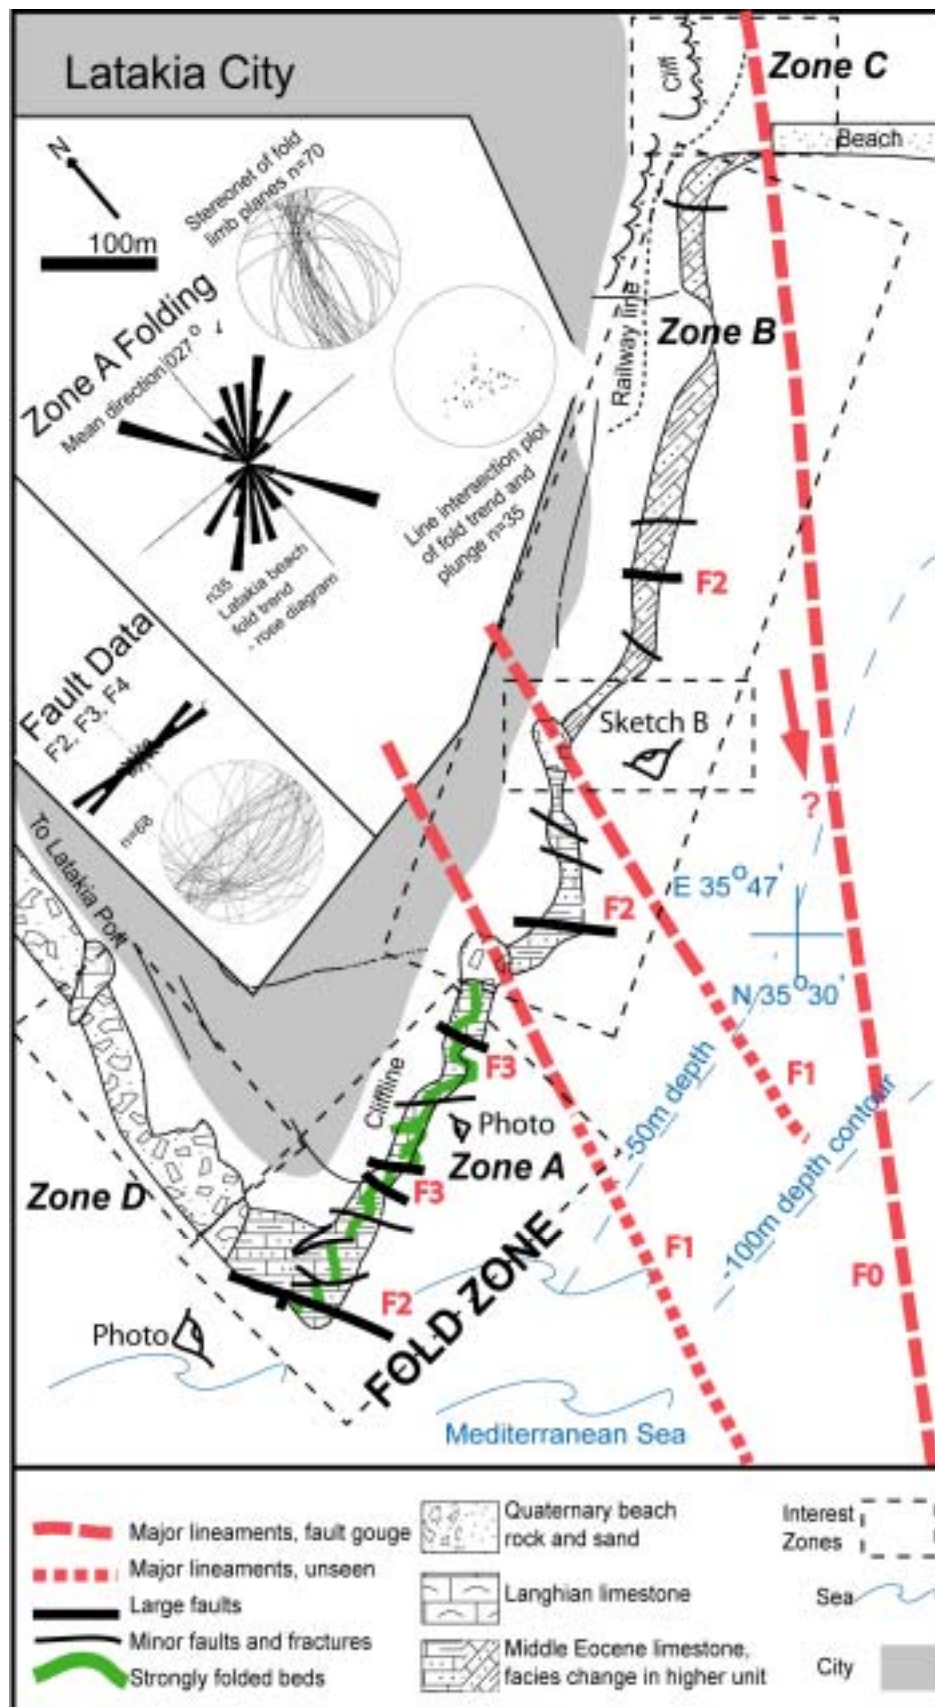 Latakia City
Zone C
Cliff
Beach
N
100m
Stereonet of fold
limb planes n=70
Zone A Folding
Mean direction 027°
Railway line
Zone B
Line intersection plot
of fold trend and
plunge n=35
n35
Latakia beach
fold trend
- rose diagram
F2
Fault Data
F2, F3, F4
n=68
Sketch B
?
To Latakia Port
E 35°47'
F2
N 35°30'
F3
F1
Cliffline
Photo
-50m depth
Zone A
-100m depth contour
F3
Zone D
FOLD ZONE
F1
F0
F2
Photo
Mediterranean Sea
Major lineaments, fault gouge
Major lineaments, unseen
Large faults
Minor faults and fractures
Strongly folded beds
Quaternary beach
rock and sand
Langhian limestone
Middle Eocene limestone,
facies change in higher unit
Interest
Zones
Sea
City